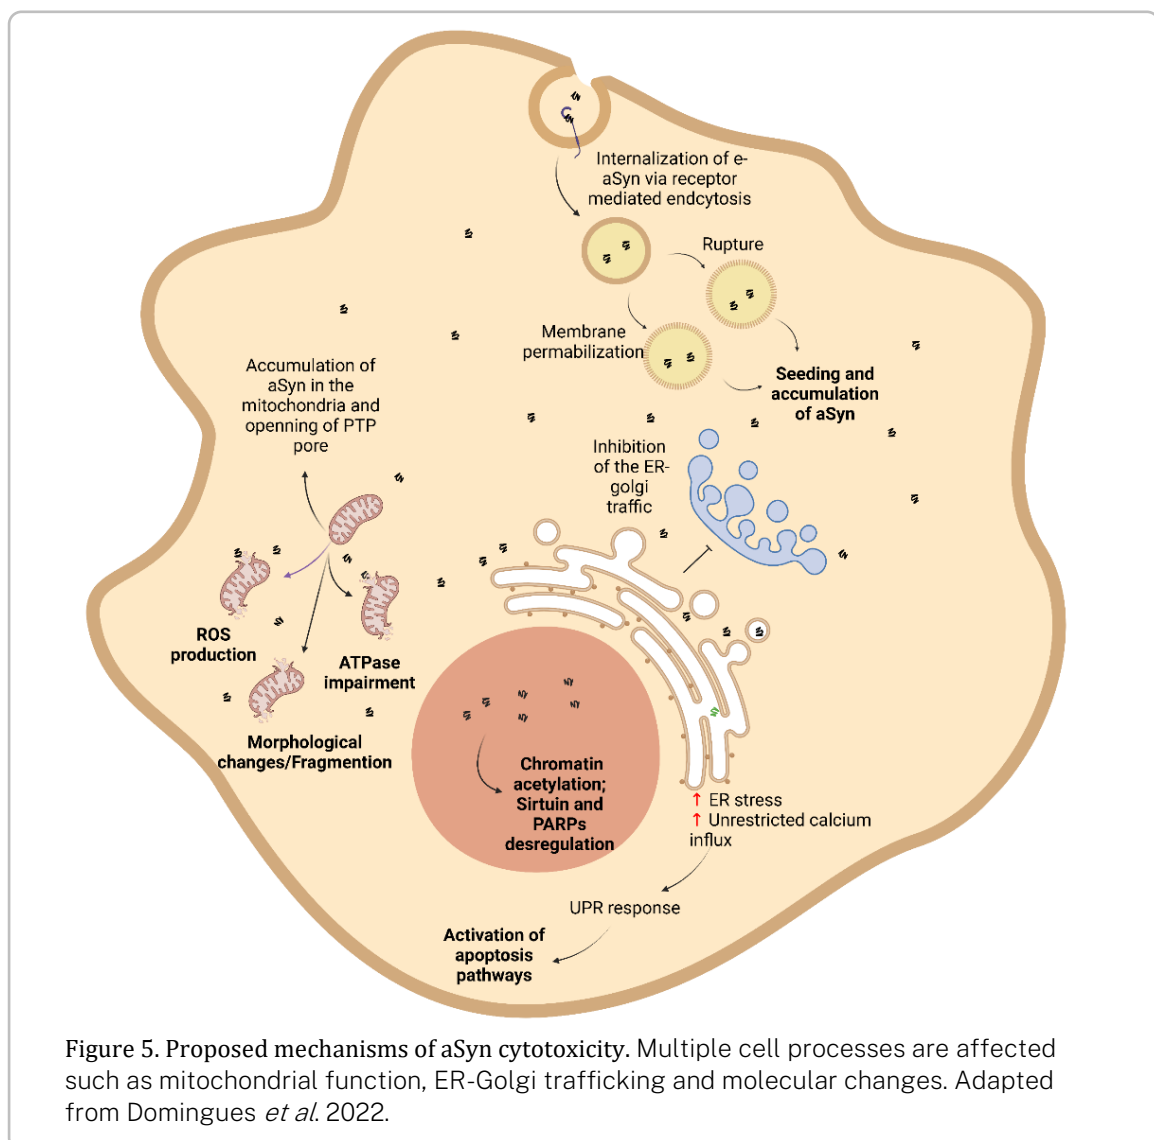 Internalization of e-
aSyn via receptor
mediated endcytosis
Rupture
Membrane
permabilization
Seeding and
accumulation
of aSyn
Accumulation of
aSyn in the
mitochondria and
openning of PTP
pore
Inhibition
of the ER-
golgi
traffic
ROS
production
ATPase
impairment
Morphological
changes/Fragmention
Chromatin
acetylation;
Sirtuin and
PARPs
desregulation
↑ ER stress
↑ Unrestricted calcium
influx
UPR response
Activation of
apoptosis
pathways
Figure 5. Proposed mechanisms of aSyn cytotoxicity. Multiple cell processes are affected
such as mitochondrial function, ER-Golgi trafficking and molecular changes. Adapted
from Domingues et al. 2022.